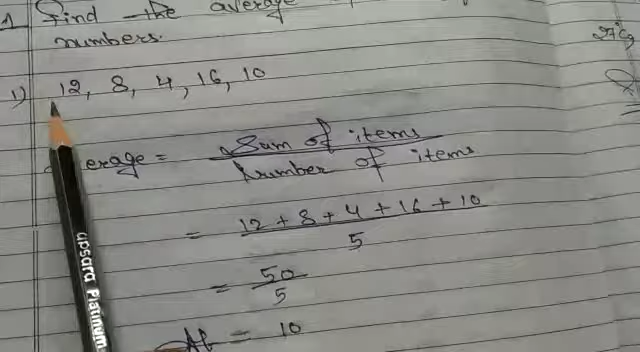 1 Find the average
numbers.
1) 12, 8, 4, 16, 10
erage = Sum of items / Number of items
= 12 + 8 + 4 + 16 + 10 / 5
= 50 / 5
= 10
apsara Platinum